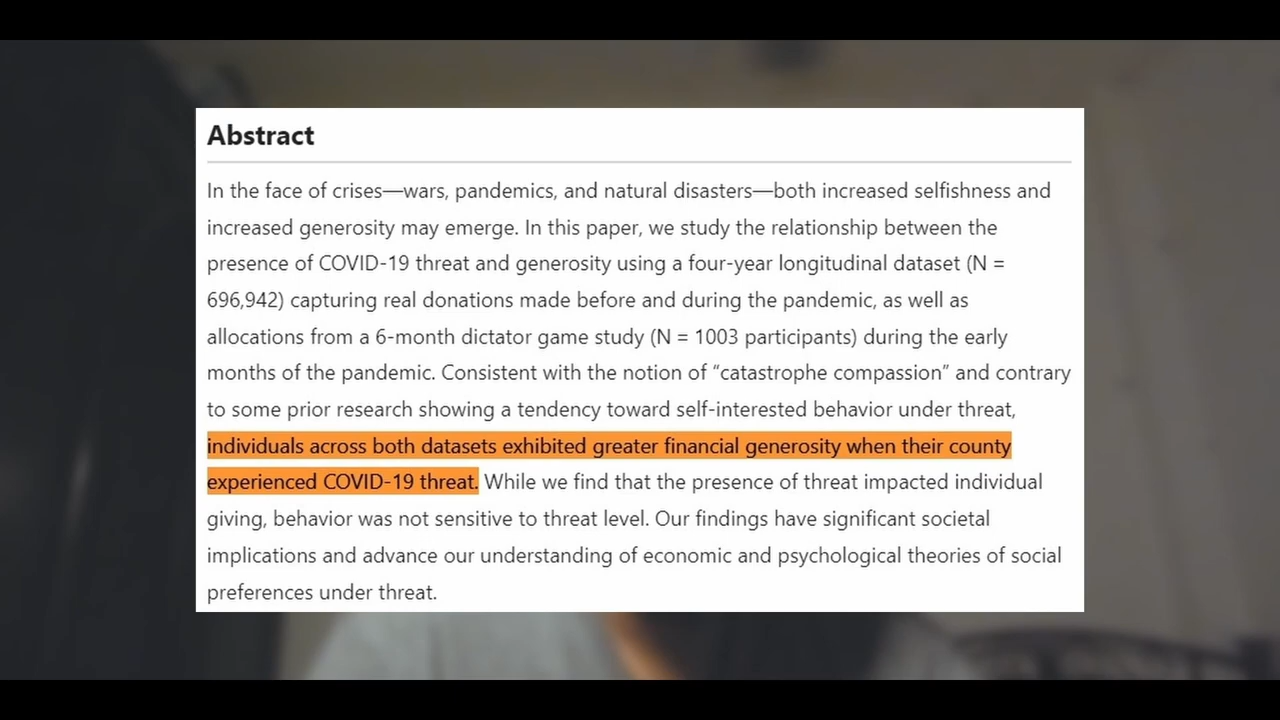 Abstract
In the face of crises—wars, pandemics, and natural disasters—both increased selfishness and
increased generosity may emerge. In this paper, we study the relationship between the
presence of COVID-19 threat and generosity using a four-year longitudinal dataset (N =
696,942) capturing real donations made before and during the pandemic, as well as
allocations from a 6-month dictator game study (N = 1003 participants) during the early
months of the pandemic. Consistent with the notion of “catastrophe compassion” and contrary
to some prior research showing a tendency toward self-interested behavior under threat,
individuals across both datasets exhibited greater financial generosity when their county
experienced COVID-19 threat. While we find that the presence of threat impacted individual
giving, behavior was not sensitive to threat level. Our findings have significant societal
implications and advance our understanding of economic and psychological theories of social
preferences under threat.